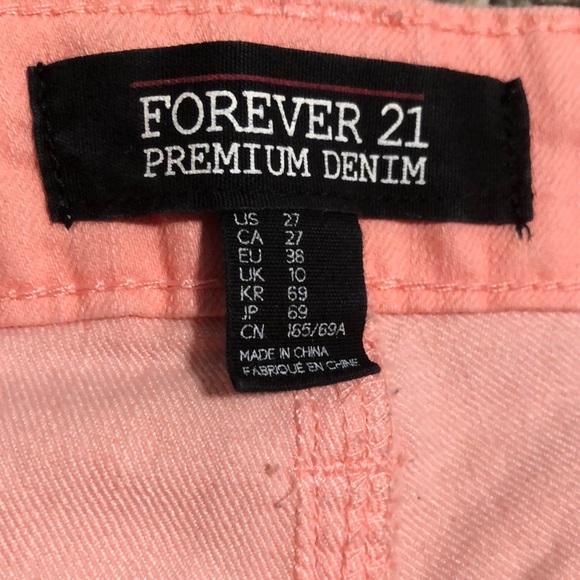 FOREVER 21
PREMIUM DENIM
US 27
CA 27
EU 38
UK 10
KR 69
JP 69
CN 165/69A
MADE IN CHINA
FABRIQUÉ EN CHINE